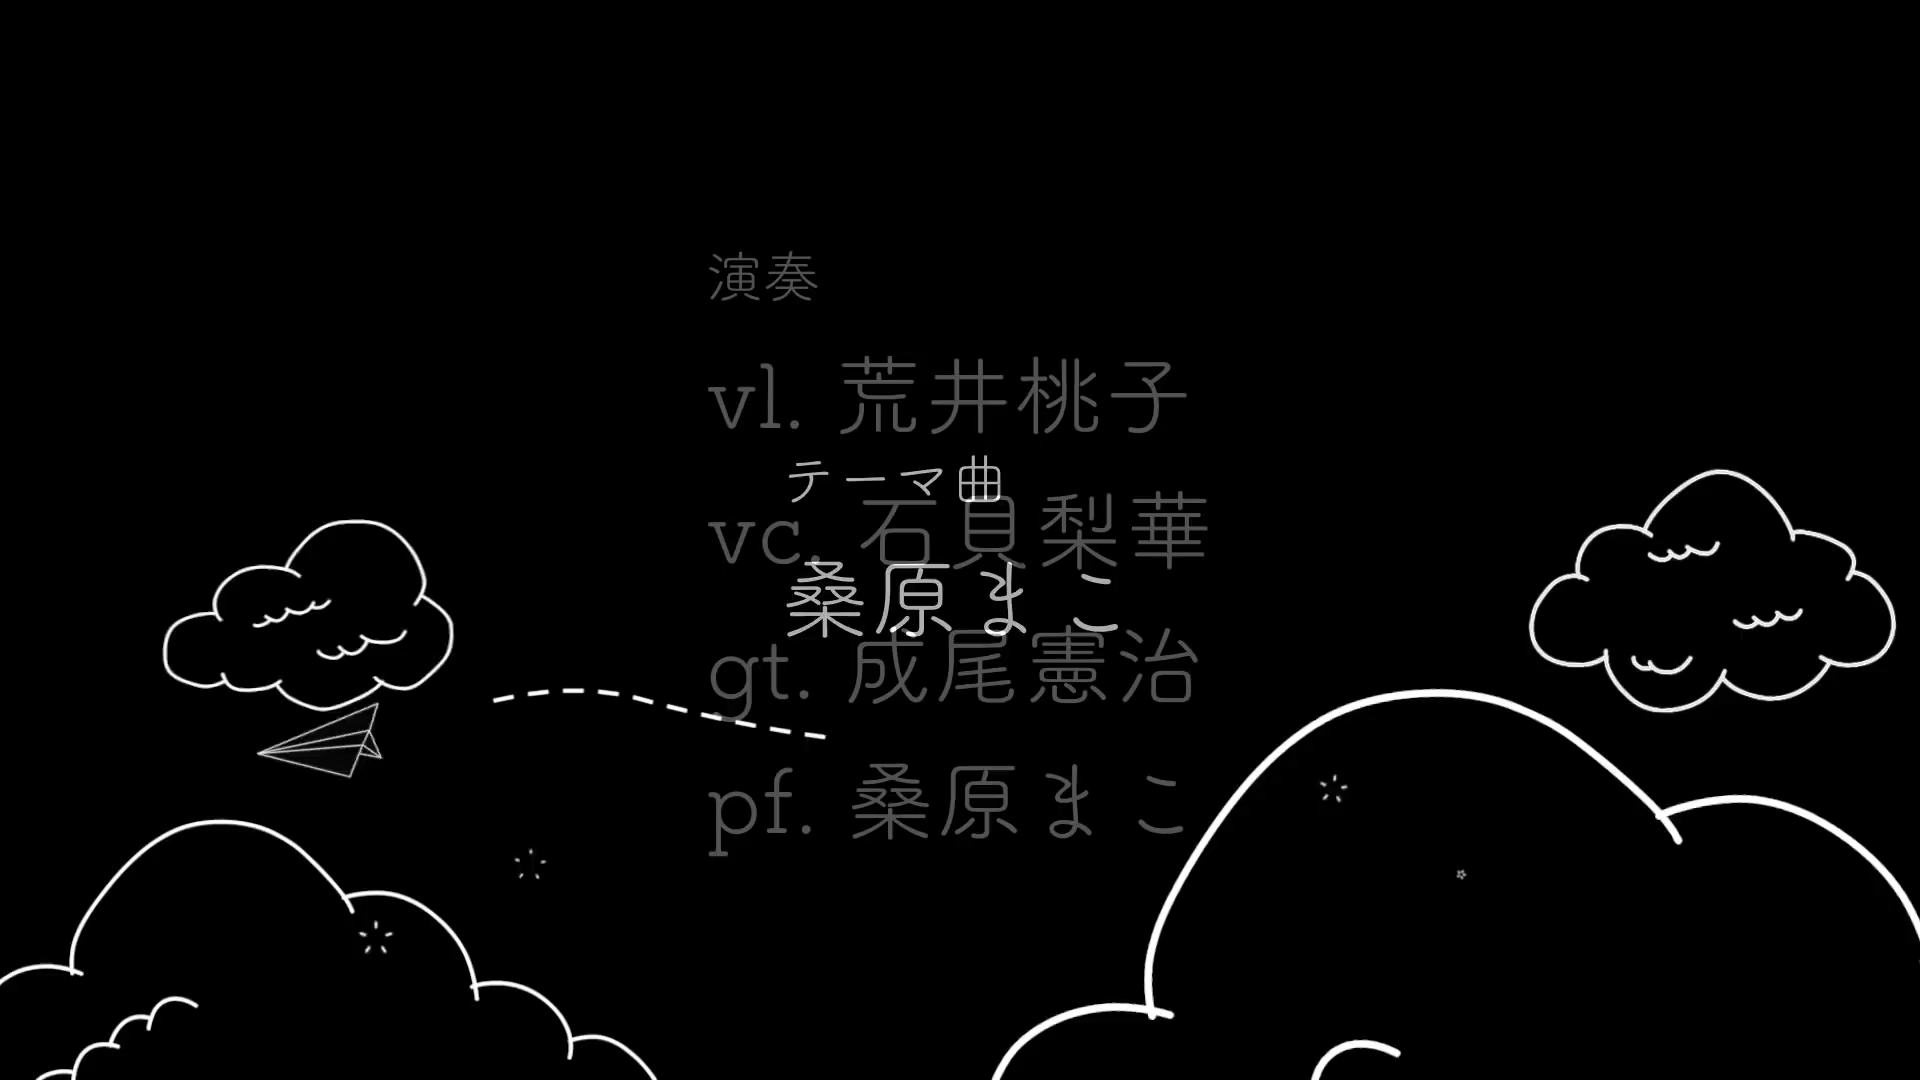 演奏
vl. 荒井桃子
テーマ曲
vc. 石貝梨華
桑原まこ
gt. 成尾憲治
pf. 桑原まこ